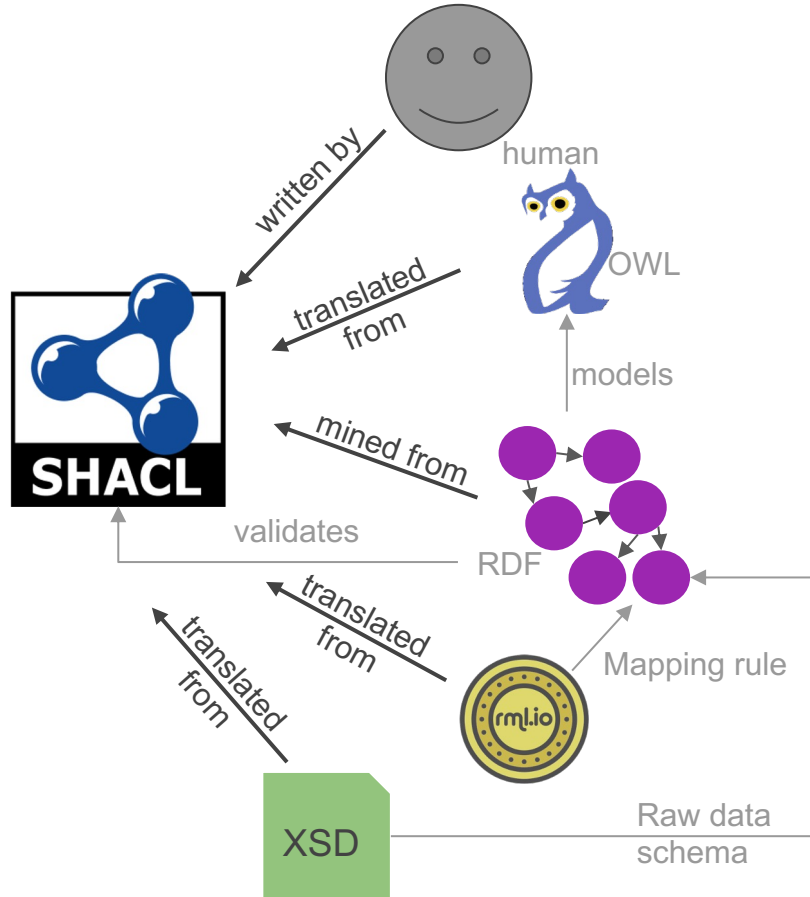 human
written by
OWL
translated
from
models
mined from
SHACL
validates
RDF
translated
from
translated
from
Mapping rule
rml.io
XSD
Raw data
schema